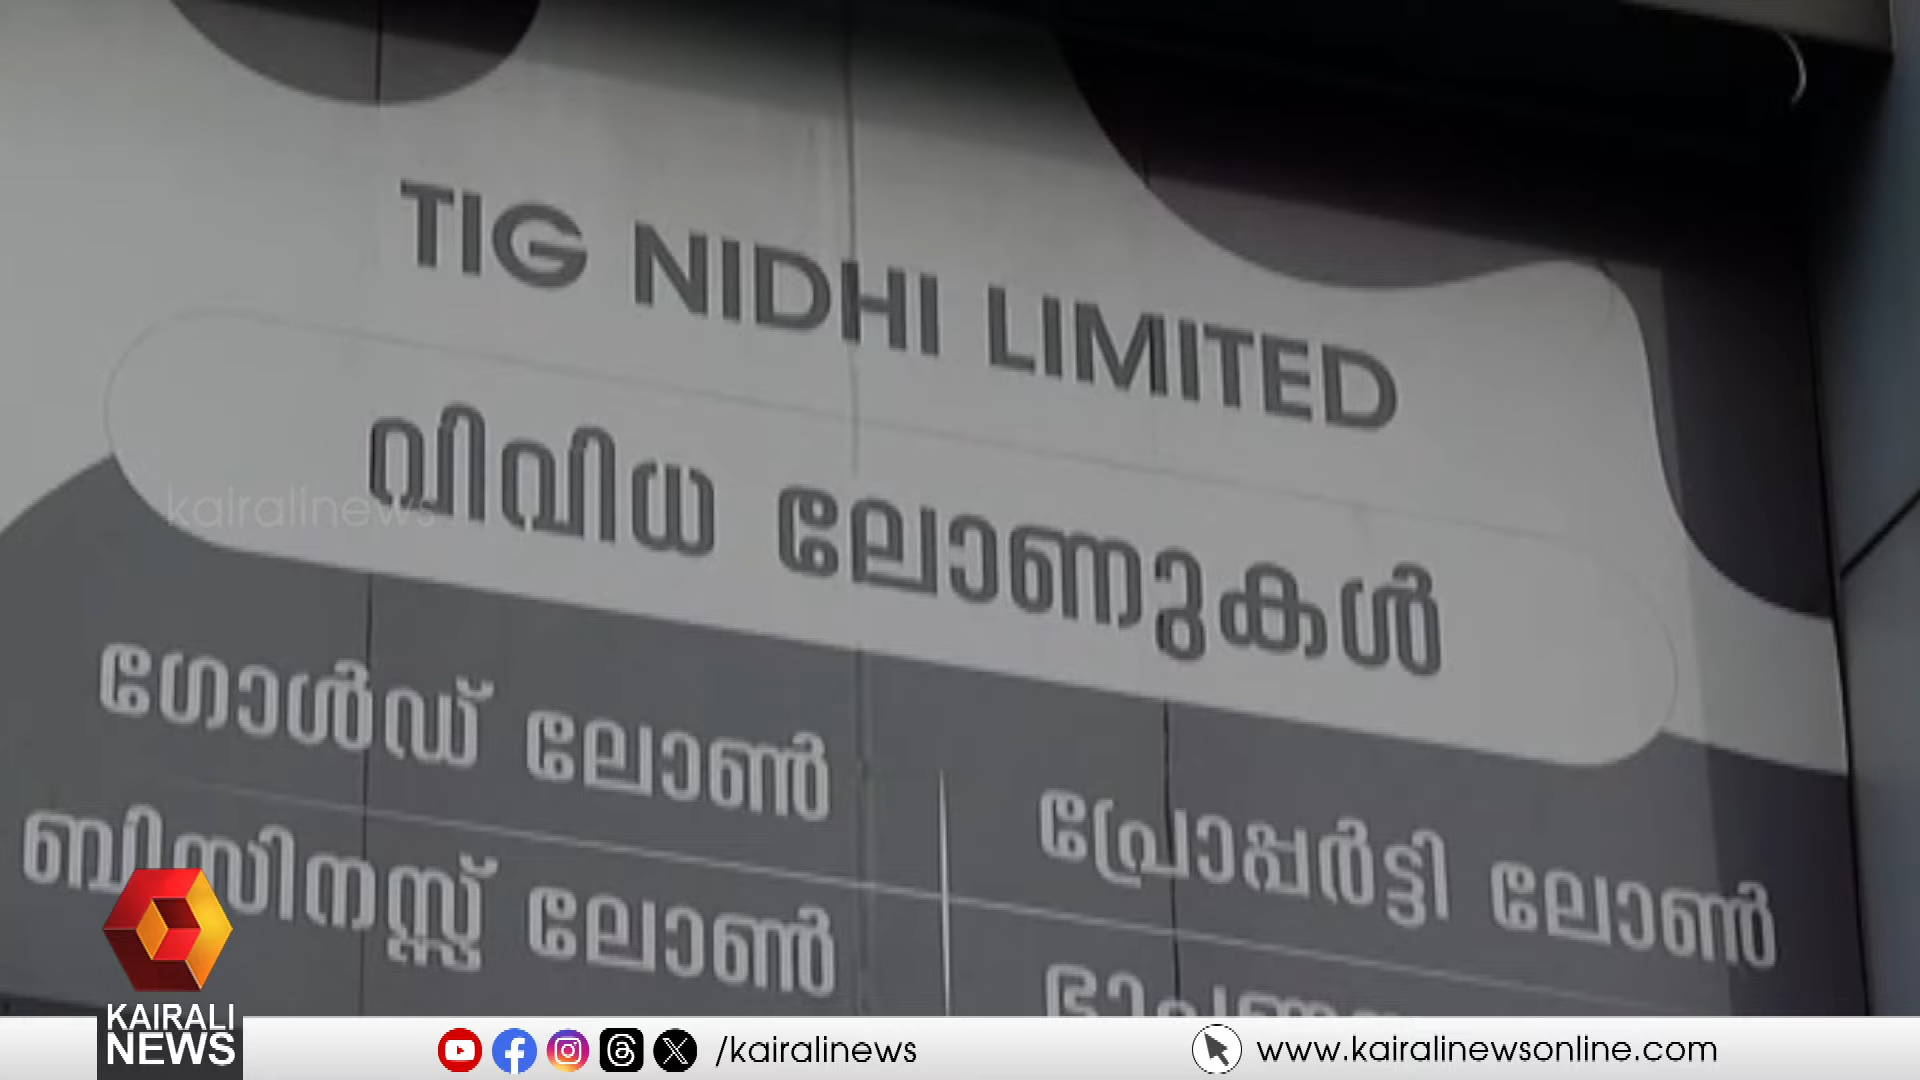 TIG NIDHI LIMITED
വിവിധ ലോണുകൾ
ഗോൾഡ് ലോൺ
പ്രോപ്പർട്ടി ലോൺ
ബിസിനസ്സ് ലോൺ
kairalinews
KAIRALI
NEWS
/kairalinews
www.kairalinewsonline.com